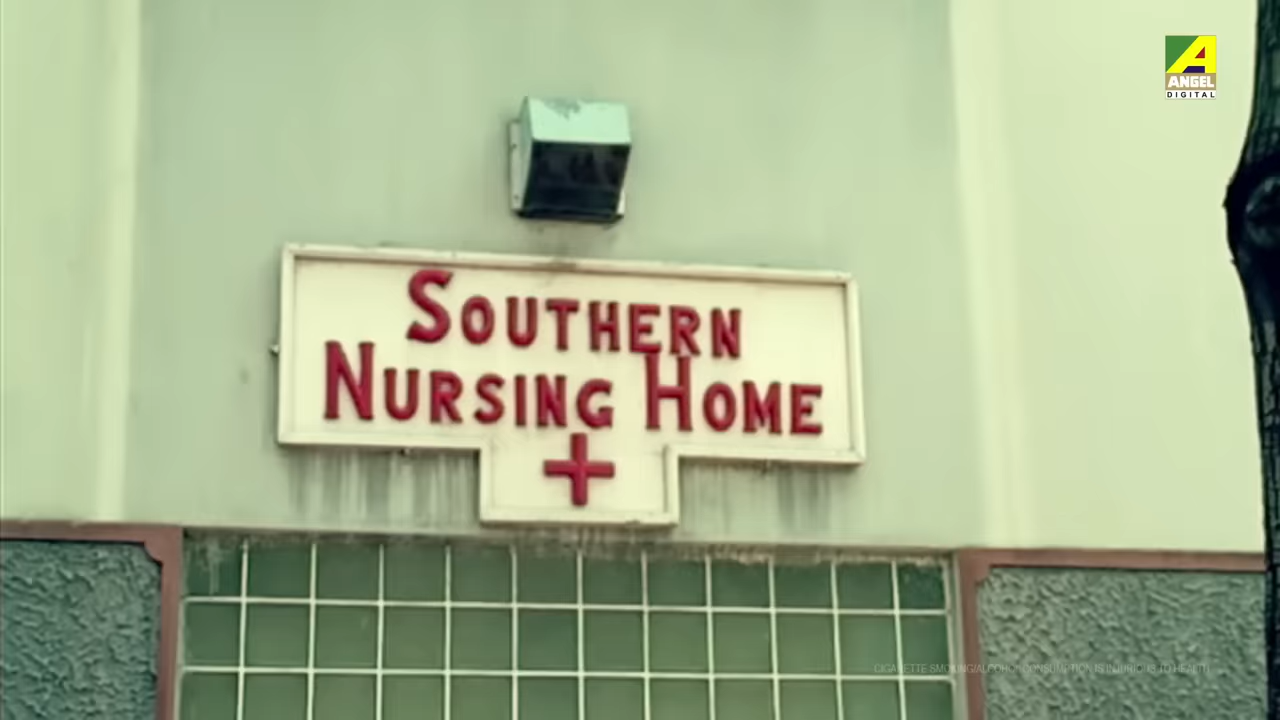 ANGEL
DIGITAL
SOUTHERN
NURSING HOME
CIGARETTE SMOKING/ALCOHOL CONSUMPTION IS INJURIOUS TO HEALTH